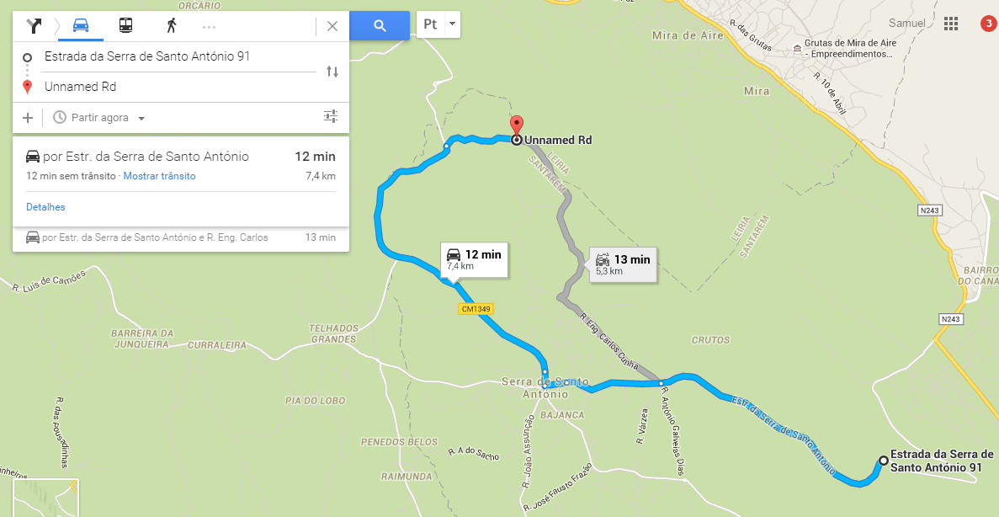 ORCÁRIO
Pt
Samuel
3
Estrada da Serra de Santo António 91
Unnamed Rd
Partir agora
por Estr. da Serra de Santo António
12 min
12 min sem trânsito · Mostrar trânsito
7,4 km
Detalhes
por Estr. da Serra de Santo António e R. Eng. Carlos
13 min
R. das Grutas
Mira de Aire
Grutas de Mira de Aire
- Empreendimentos...
R. 10 de Abril
Mira
Unnamed Rd
LEIRIA
SANTARÉM
N243
LEIRIA
SANTARÉM
12 min
7,4 km
13 min
5,3 km
BAIRRO
DO CANA
R. Luis de Camões
CM1349
N243
R. Eng. Carlos Cunha
TELHADOS
GRANDES
BARREIRA DA
JUNQUEIRA
CURRALEIRA
CRUTOS
Serra de Santo
António
PIA DO LOBO
R. das Pousadinhas
BAJANCA
R. Várzea
R. António Galveias Dias
Estr. da Serra de Santo António
PENEDOS BELOS
R. A do Sacho
R. João Assunção
Estrada da Serra de
Santo António 91
RAIMUNDA
R. José Fausto Frazão
inheiros